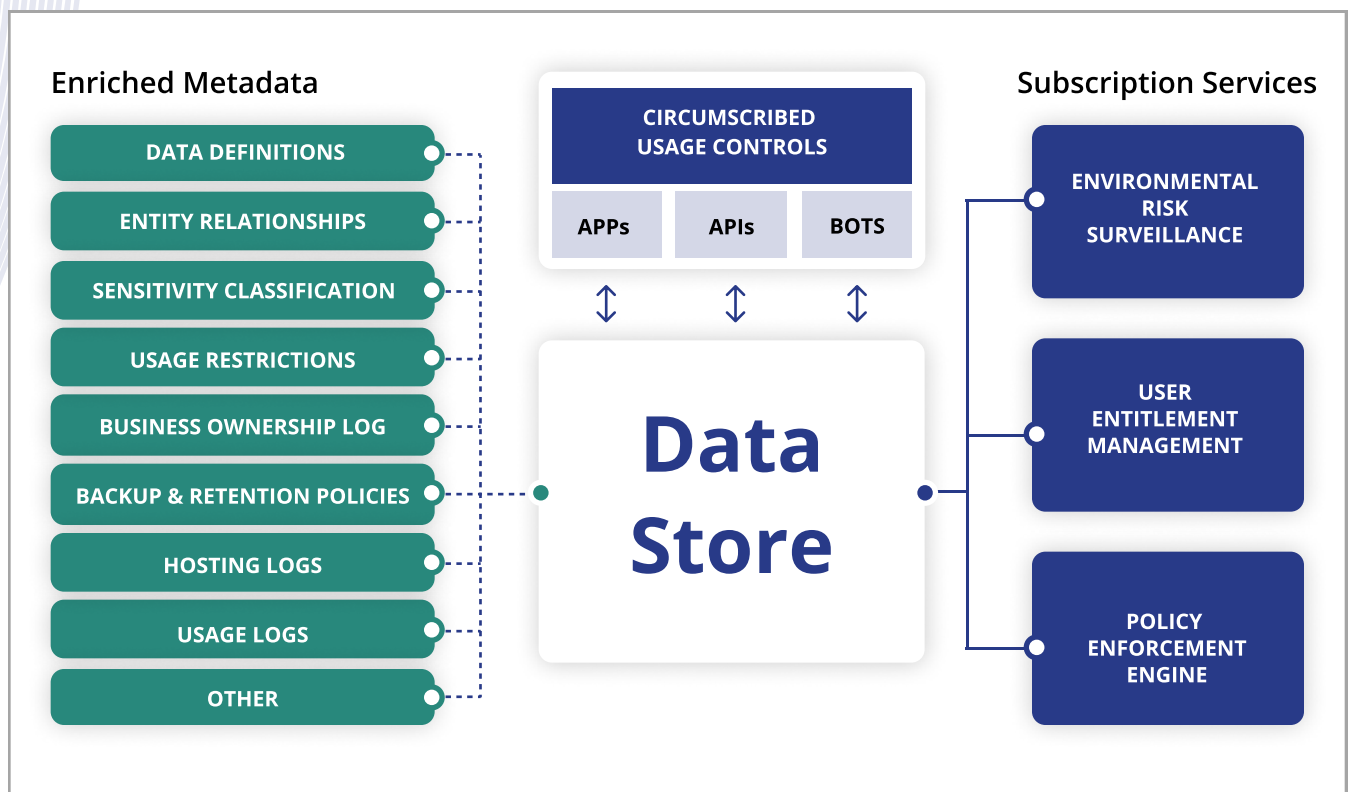 Enriched Metadata
DATA DEFINITIONS
ENTITY RELATIONSHIPS
SENSITIVITY CLASSIFICATION
USAGE RESTRICTIONS
BUSINESS OWNERSHIP LOG
BACKUP & RETENTION POLICIES
HOSTING LOGS
USAGE LOGS
OTHER
CIRCUMSCRIBED
USAGE CONTROLS
APPs
APIs
BOTS
Data
Store
Subscription Services
ENVIRONMENTAL
RISK
SURVEILLANCE
USER
ENTITLEMENT
MANAGEMENT
POLICY
ENFORCEMENT
ENGINE